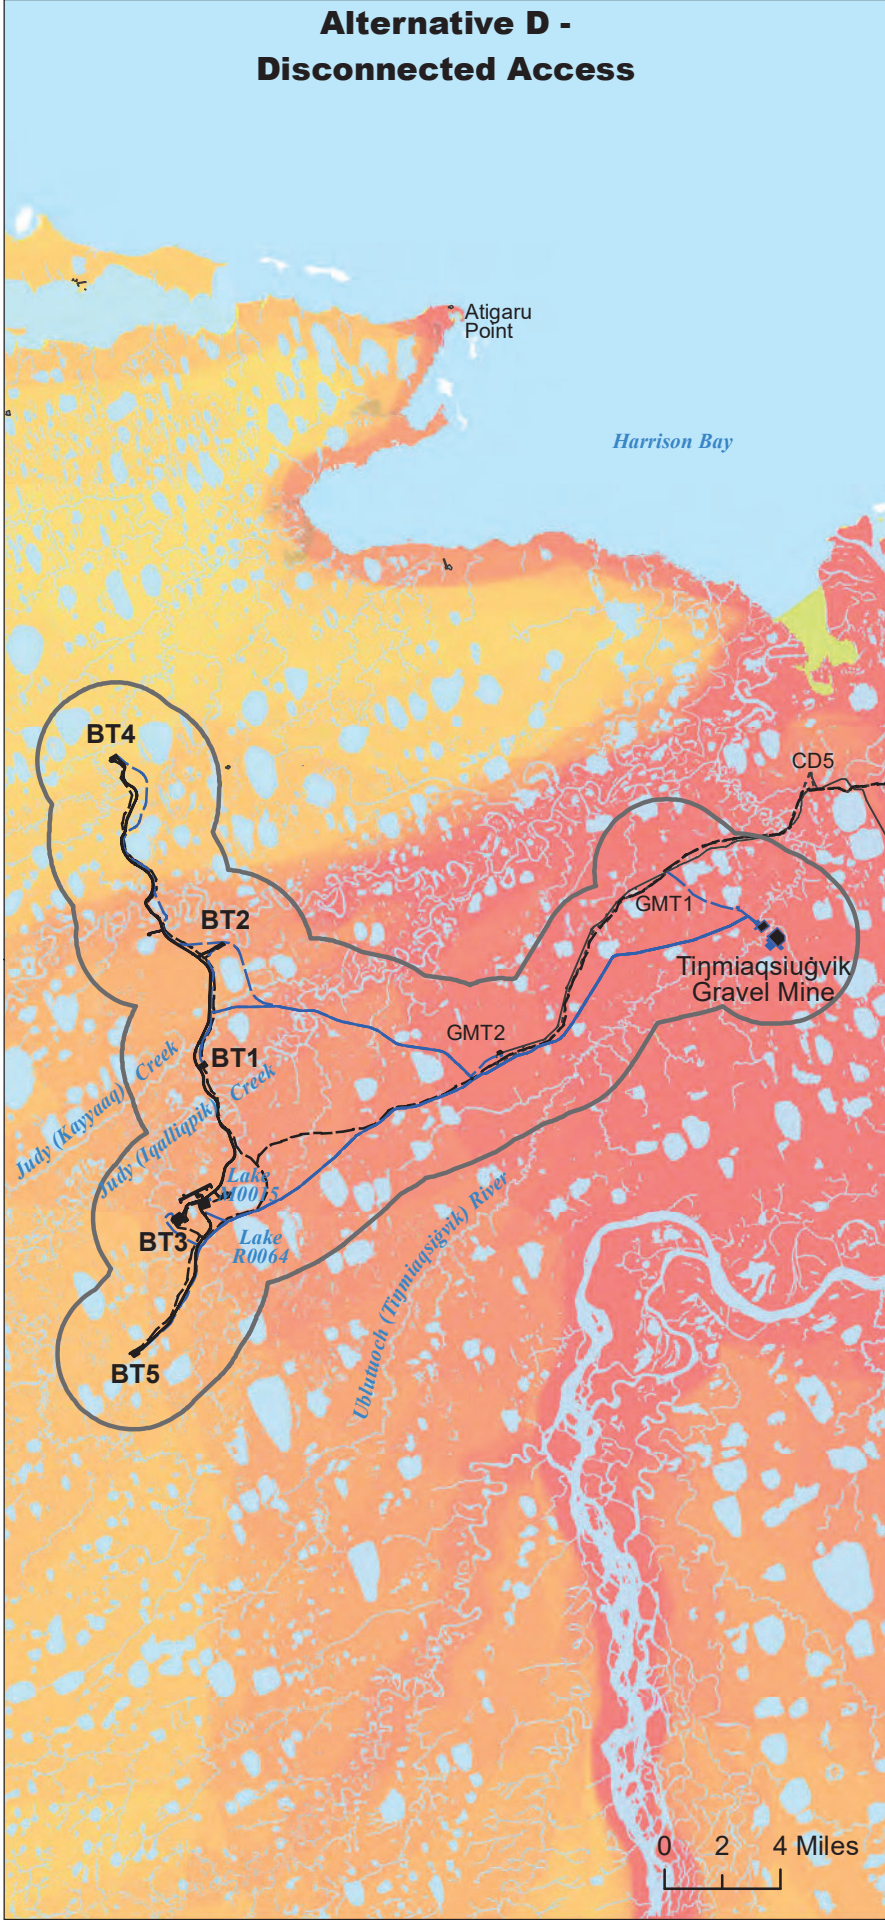 Alternative D -
Disconnected Access
Atigaru
Point
Harrison Bay
BT4
CD5
GMT1
BT2
Tiŋmiaqsiuġvik
Gravel Mine
GMT2
BT1
Judy (Kayyaaq) Creek
Judy (Iqalliqpik) Creek
Lake
M0015
BT3
Lake
R0064
Ublutuoch (Tiŋmiaqsiġvik) River
BT5
0 2 4 Miles